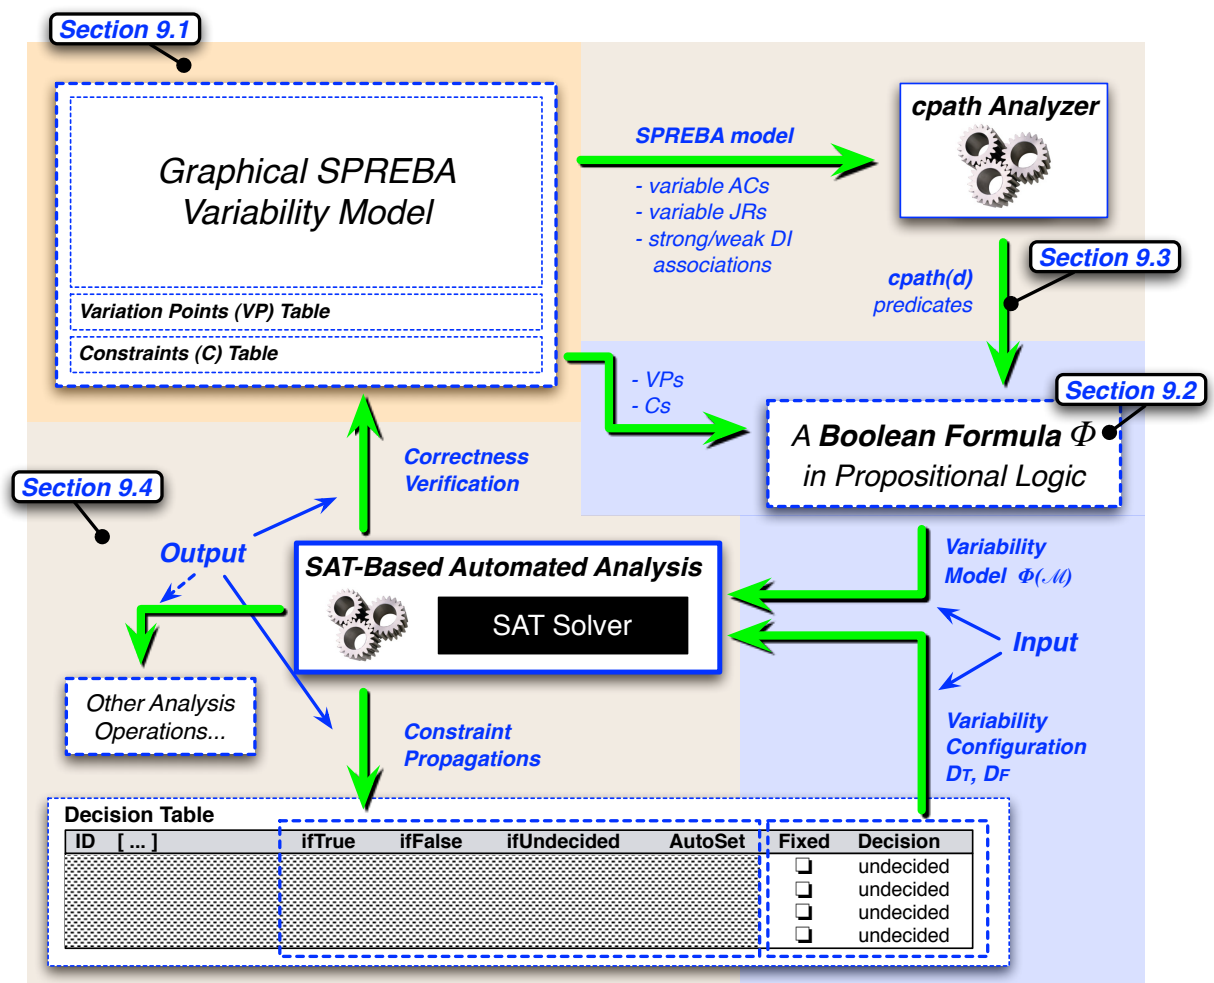 Section 9.1
Graphical SPREBA
Variability Model
Variation Points (VP) Table
Constraints (C) Table
SPREBA model
- variable ACs
- variable JRs
- strong/weak DI
associations
cpath Analyzer
Section 9.3
cpath(d)
predicates
- VPs
- Cs
Section 9.2
A Boolean Formula Φ
in Propositional Logic
Correctness
Verification
Section 9.4
Output
SAT-Based Automated Analysis
SAT Solver
Variability
Model Φ(ℳ)
Input
Other Analysis
Operations...
Constraint
Propagations
Variability
Configuration
DT, DF
Decision Table
ID [ ... ] ifTrue ifFalse ifUndecided AutoSet Fixed Decision
undecided
undecided
undecided
undecided